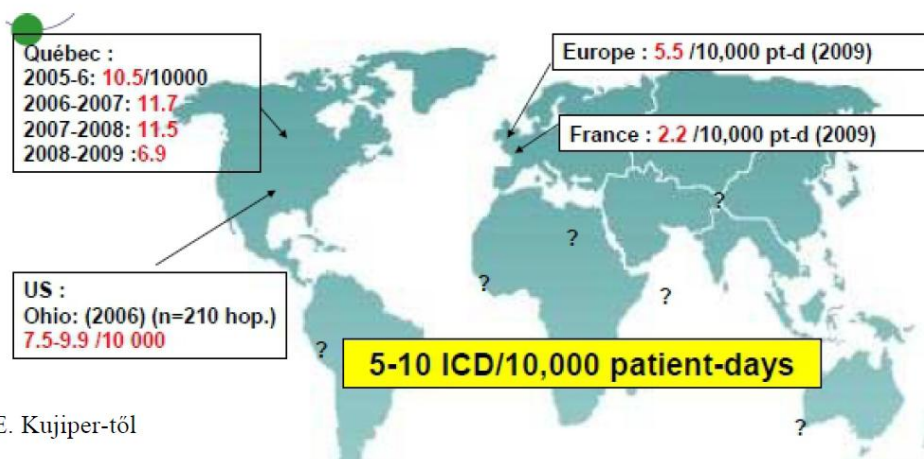 Québec :
2005-6: 10.5/10000
2006-2007: 11.7
2007-2008: 11.5
2008-2009 :6.9
Europe : 5.5 /10,000 pt-d (2009)
France : 2.2 /10,000 pt-d (2009)
?
?
?
?
US :
Ohio: (2006) (n=210 hop.)
7.5-9.9 /10 000
?
5-10 ICD/10,000 patient-days
?
E. Kujiper-től